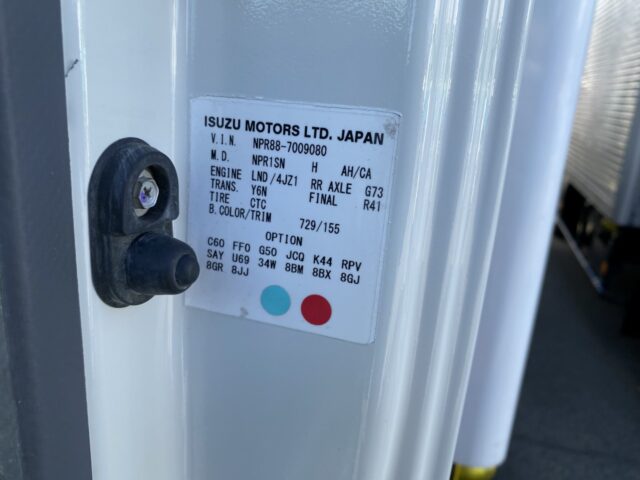 ISUZU MOTORS LTD. JAPAN
V.I.N. NPR88-7009080
M.D. NPR1SN H AH/CA
ENGINE LND/4JZ1 RR AXLE G73
TRANS. Y6N FINAL R41
TIRE CTC
B.COLOR/TRIM 729/155
OPTION
C60 FF0 G50 JCQ K44 RPV
SAY U69 34W 8BM 8BX 8GJ
8GR 8JJ